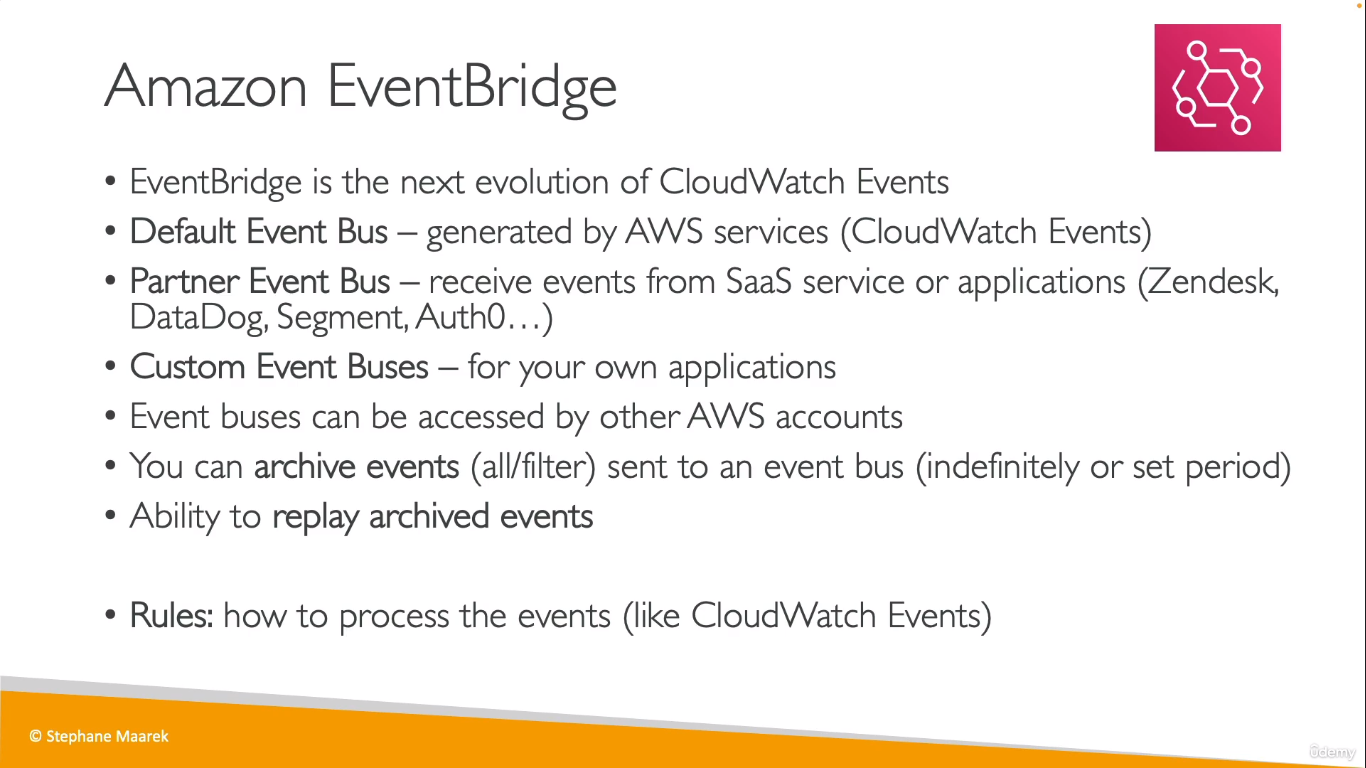 Amazon EventBridge
• EventBridge is the next evolution of CloudWatch Events
• Default Event Bus – generated by AWS services (CloudWatch Events)
• Partner Event Bus – receive events from SaaS service or applications (Zendesk,
DataDog, Segment, Auth0…)
• Custom Event Buses – for your own applications
• Event buses can be accessed by other AWS accounts
• You can archive events (all/filter) sent to an event bus (indefinitely or set period)
• Ability to replay archived events
• Rules: how to process the events (like CloudWatch Events)
© Stephane Maarek
ûdemy